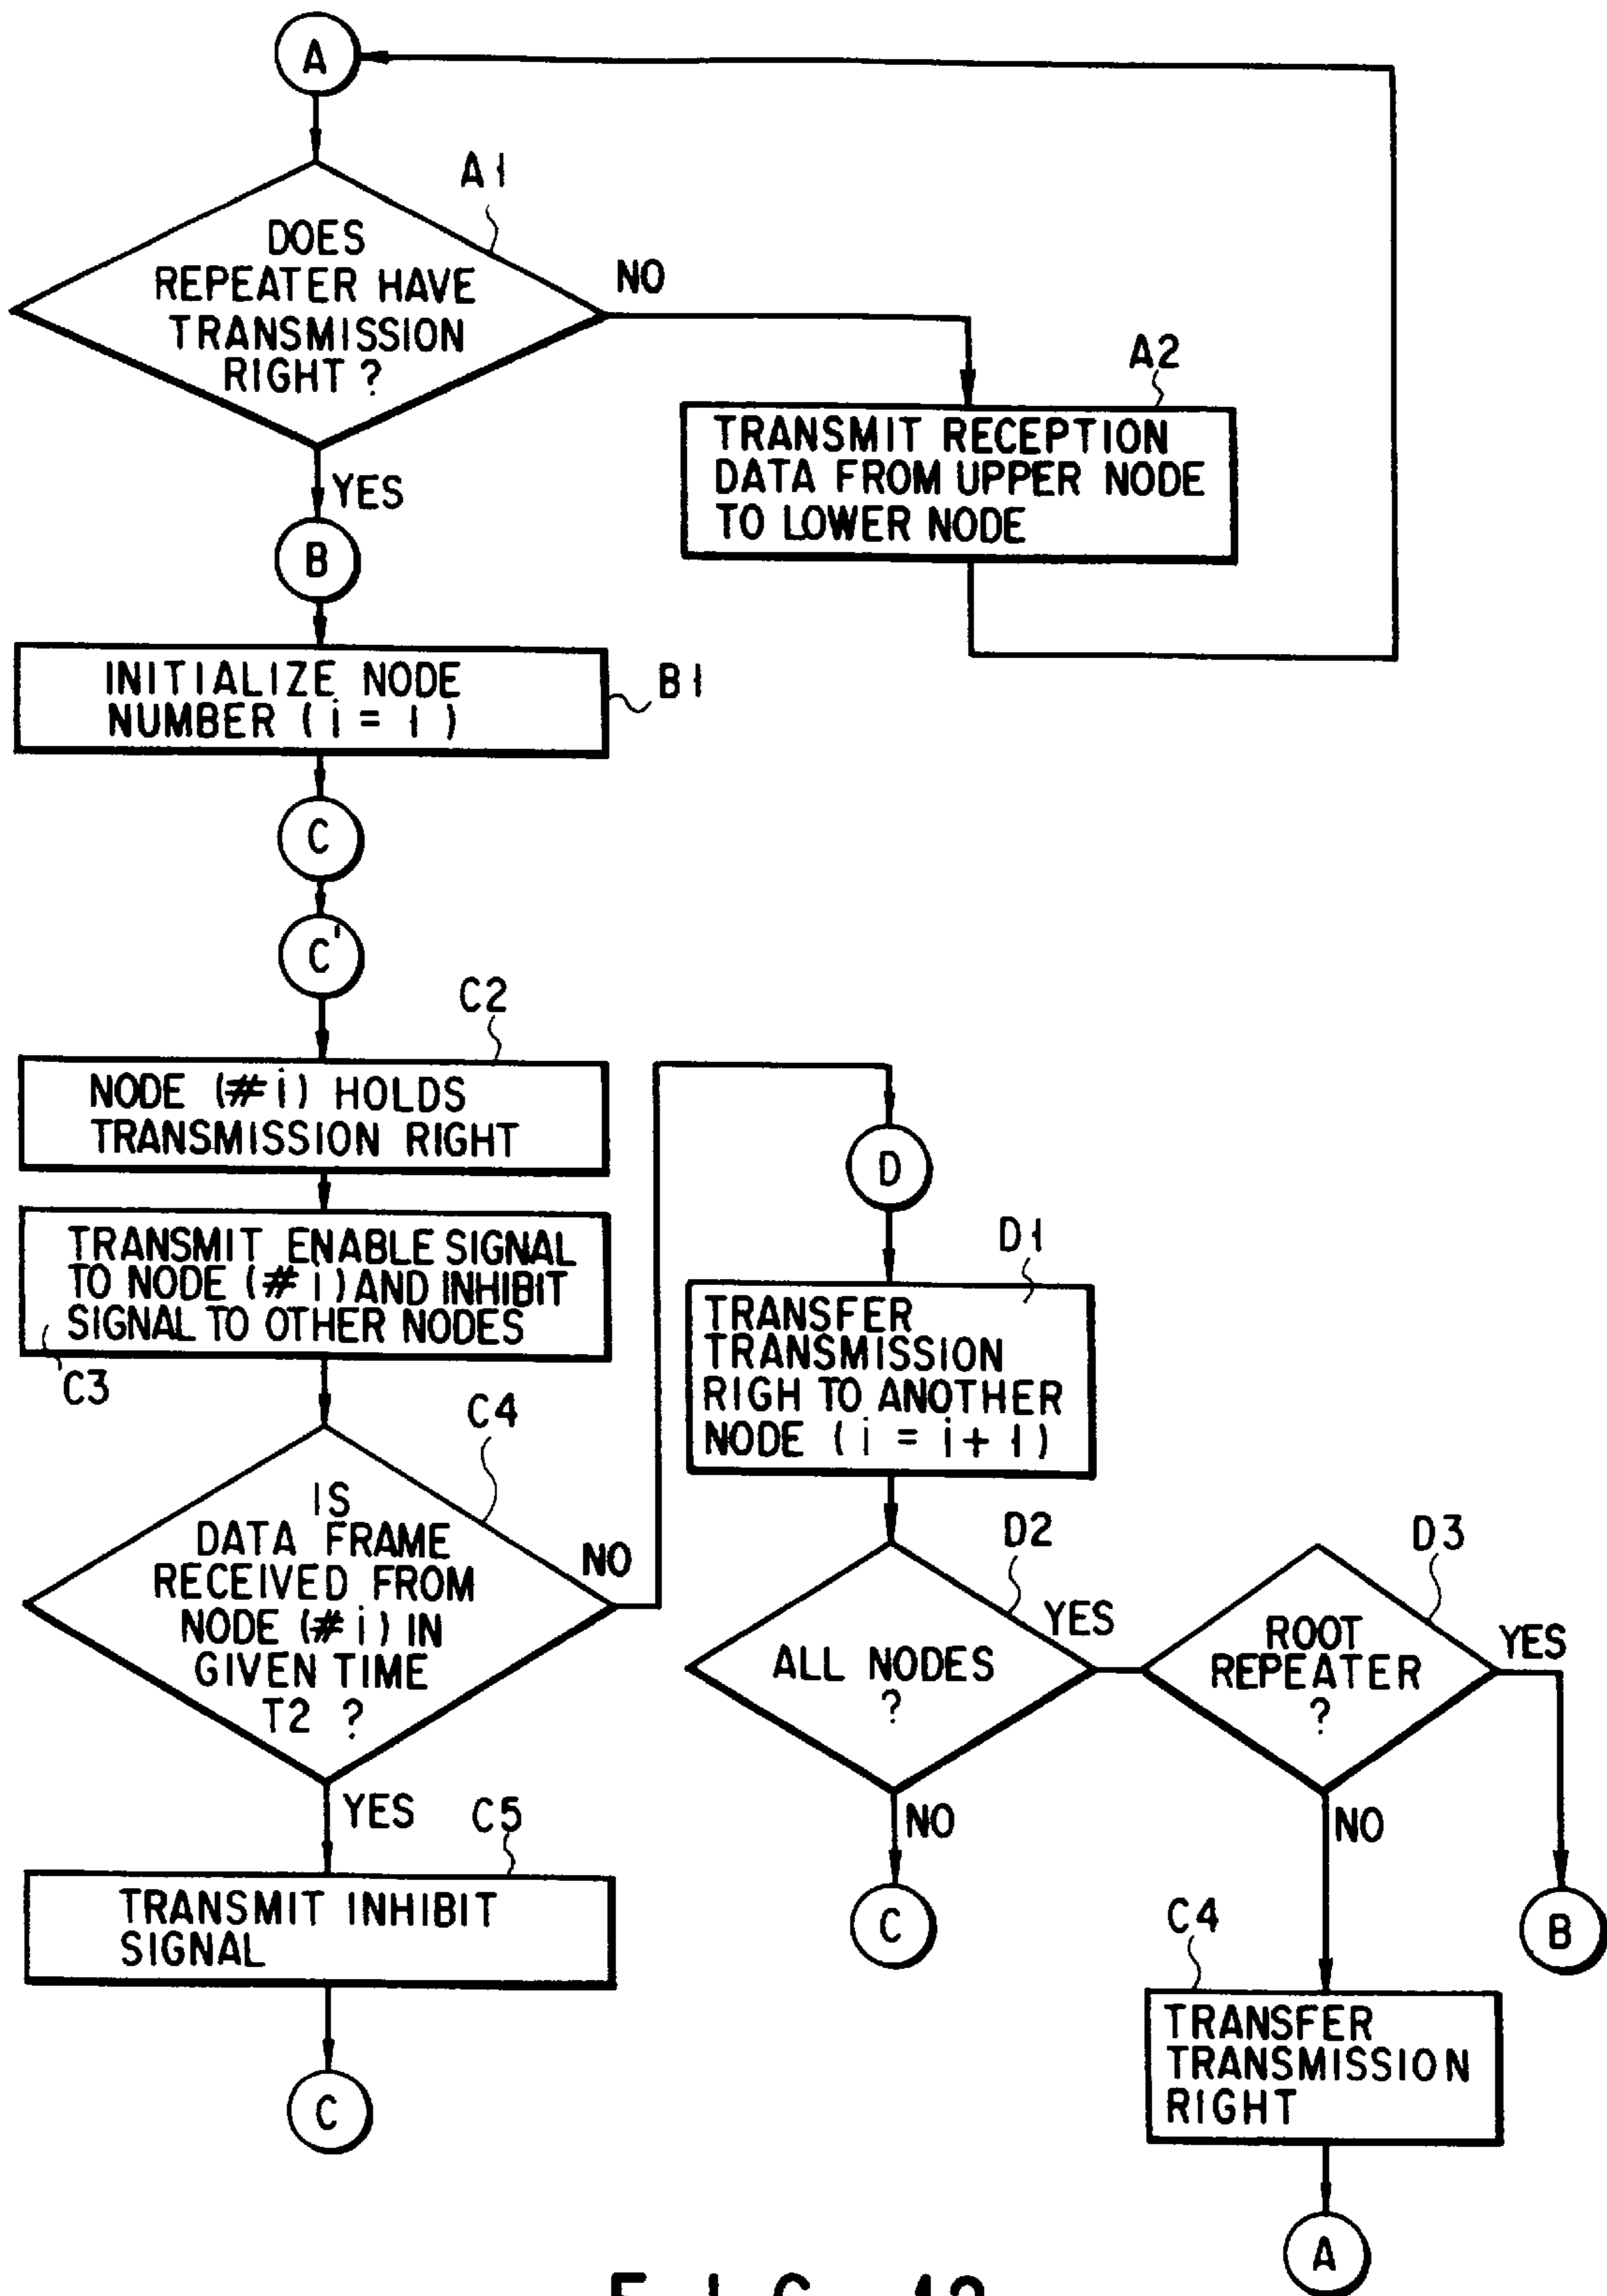 A
A1
DOES
REPEATER HAVE
TRANSMISSION
RIGHT ?
NO
YES
A2
TRANSMIT RECEPTION
DATA FROM UPPER NODE
TO LOWER NODE
B
INITIALIZE NODE
NUMBER ( i = 1 )
B1
C
C'
C2
NODE (# i) HOLDS
TRANSMISSION RIGHT
TRANSMIT ENABLE SIGNAL
TO NODE (# i) AND INHIBIT
SIGNAL TO OTHER NODES
C3
C4
IS
DATA FRAME
RECEIVED FROM
NODE (# i) IN
GIVEN TIME
T2 ?
NO
YES
C5
TRANSMIT INHIBIT
SIGNAL
C
D
D1
TRANSFER
TRANSMISSION
RIGH TO ANOTHER
NODE ( i = i + 1 )
D2
ALL NODES
?
YES
NO
C
D3
ROOT
REPEATER
?
YES
NO
B
C4
TRANSFER
TRANSMISSION
RIGHT
A